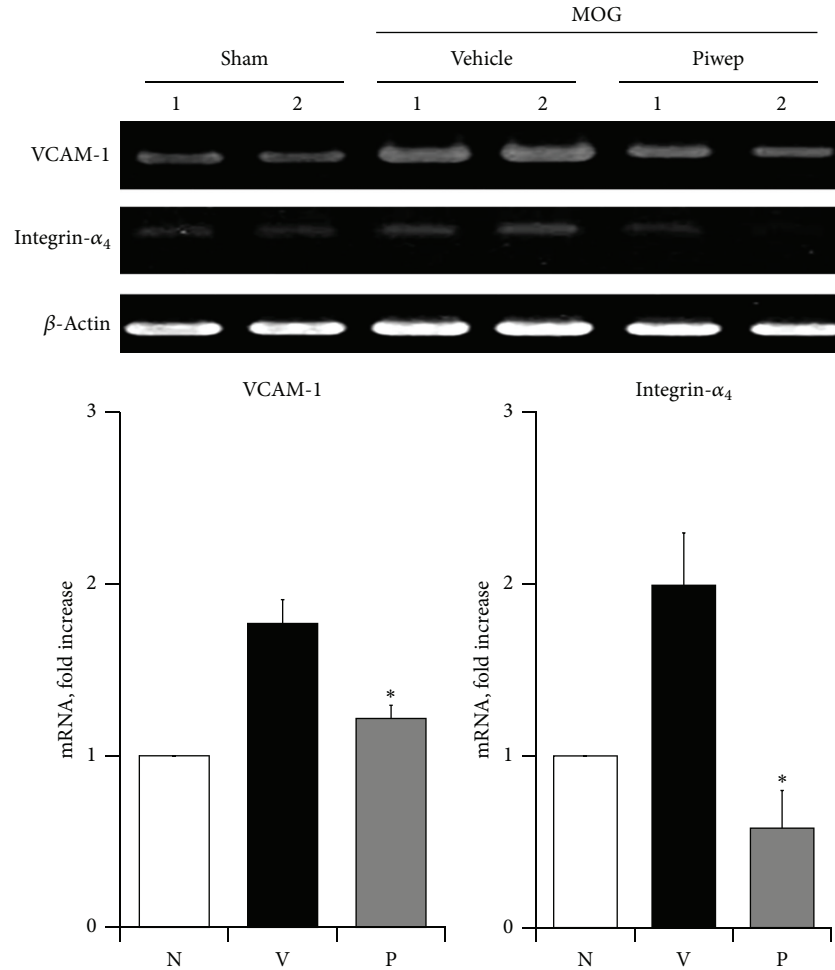 MOG
Sham Vehicle Piwep
1 2 1 2 1 2
VCAM-1
Integrin-α₄
β-Actin
VCAM-1
mRNA, fold increase
3
2
1
0
*
N V P
Integrin-α₄
mRNA, fold increase
3
2
1
0
*
N V P